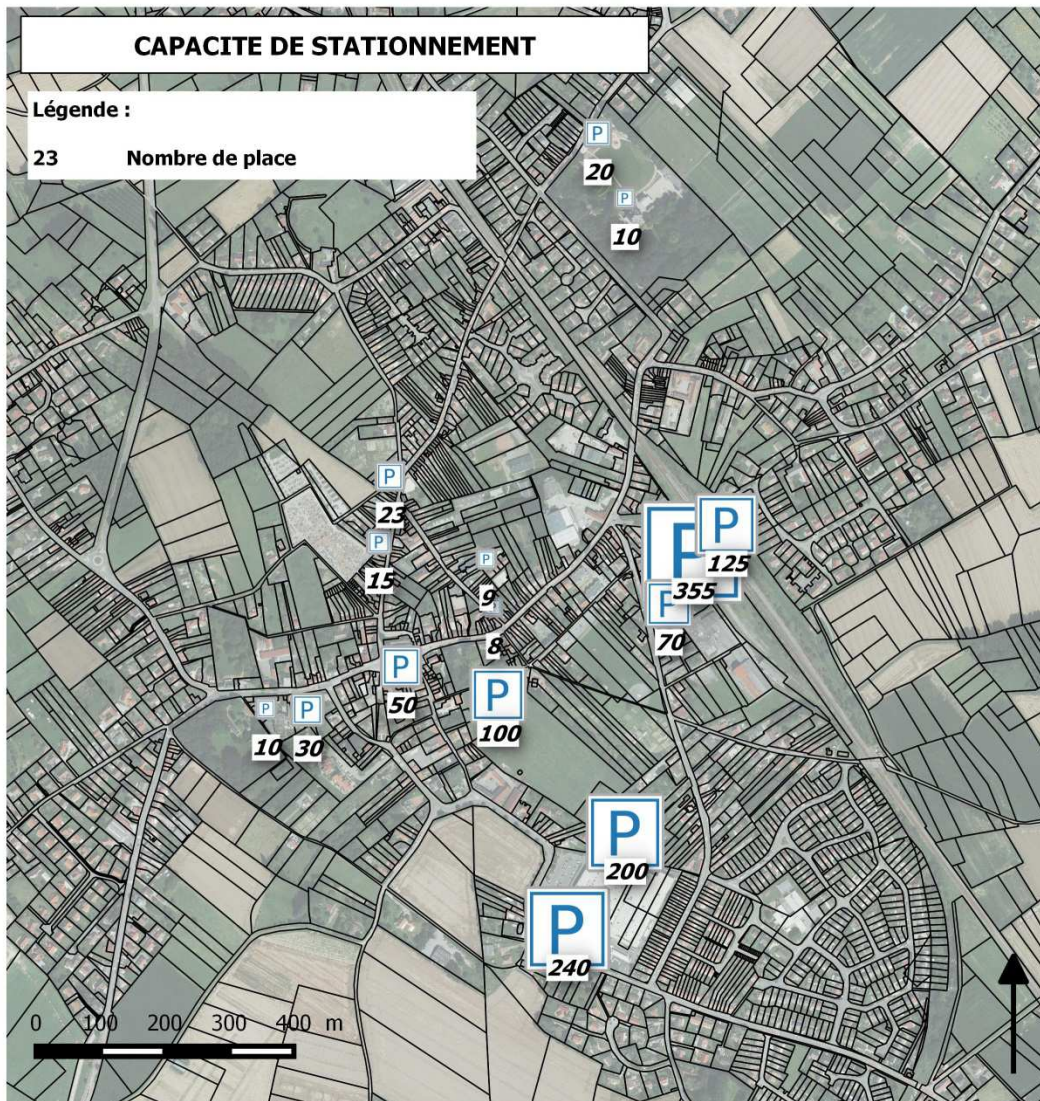 CAPACITE DE STATIONNEMENT
Légende :
23 Nombre de place
P
20
P
10
P
23
P
15
P
9
8
P
125
P
355
P
70
P
50
P
100
P
10
P
30
P
200
P
240
0 100 200 300 400 m